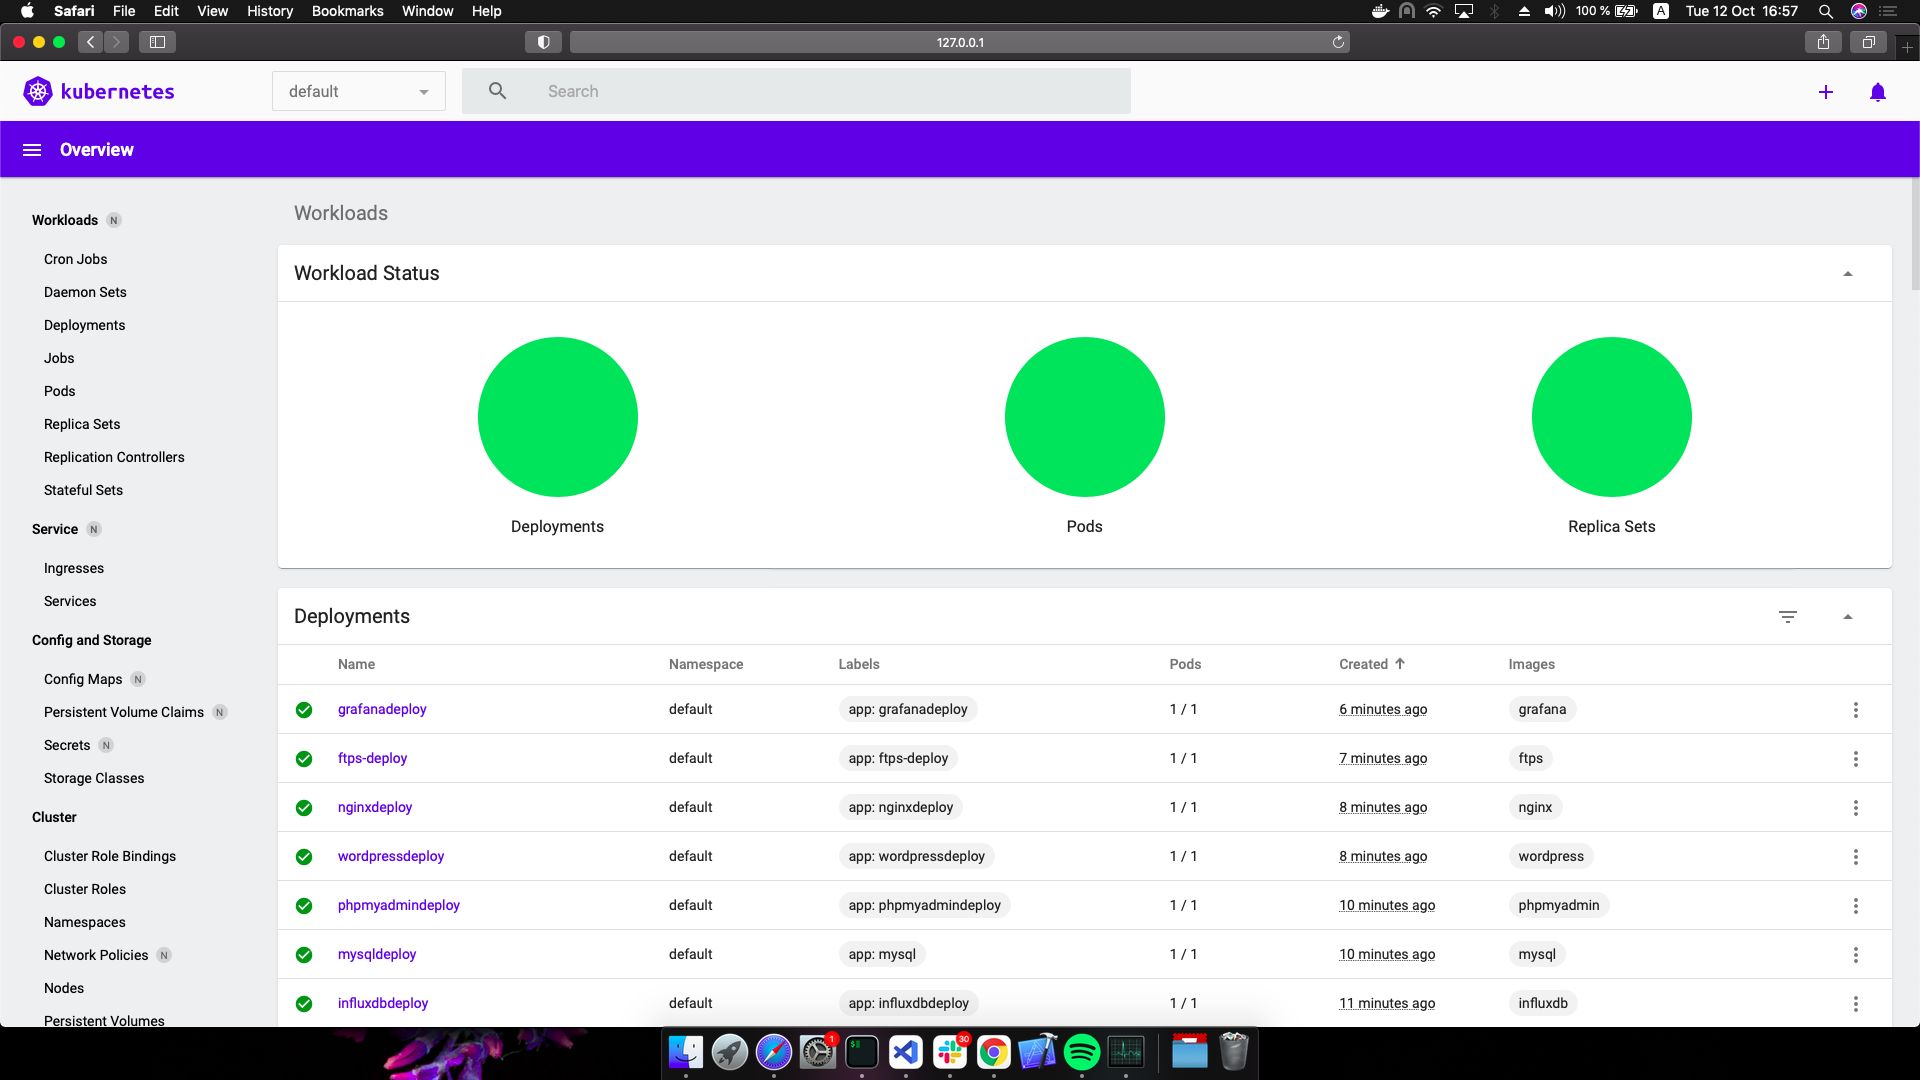 Safari File Edit View History Bookmarks Window Help 100 % A Tue 12 Oct 16:57
127.0.0.1
kubernetes default Search
Overview
Workloads N
Cron Jobs
Daemon Sets
Deployments
Jobs
Pods
Replica Sets
Replication Controllers
Stateful Sets
Service N
Ingresses
Services
Config and Storage
Config Maps N
Persistent Volume Claims N
Secrets N
Storage Classes
Cluster
Cluster Role Bindings
Cluster Roles
Namespaces
Network Policies N
Nodes
Persistent Volumes
Workloads
Workload Status
Deployments Pods Replica Sets
Deployments
Name Namespace Labels Pods Created Images
grafanadeploy default app: grafanadeploy 1 / 1 6 minutes ago grafana
ftps-deploy default app: ftps-deploy 1 / 1 7 minutes ago ftps
nginxdeploy default app: nginxdeploy 1 / 1 8 minutes ago nginx
wordpressdeploy default app: wordpressdeploy 1 / 1 8 minutes ago wordpress
phpmyadmindeploy default app: phpmyadmindeploy 1 / 1 10 minutes ago phpmyadmin
mysqldeploy default app: mysql 1 / 1 10 minutes ago mysql
influxdbdeploy default app: influxdbdeploy 1 / 1 11 minutes ago influxdb
1 $ 30